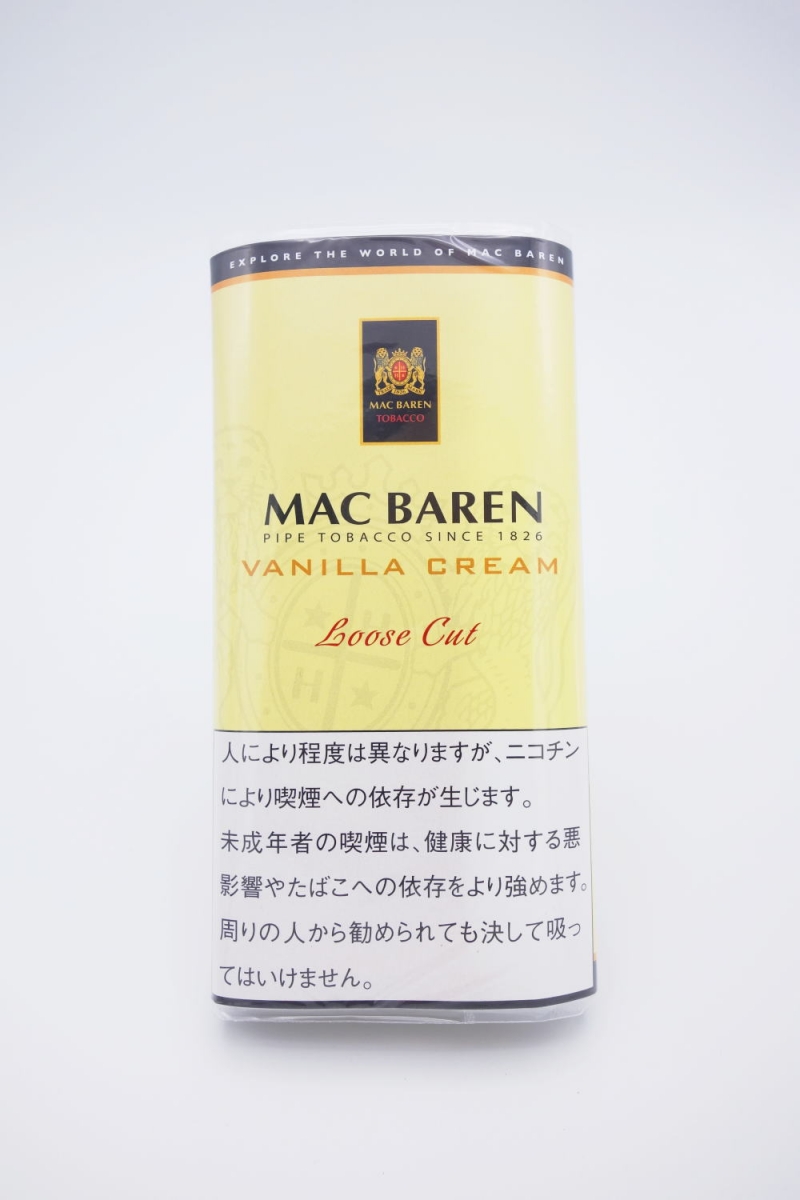 EXPLORE THE WORLD OF MAC BAREN
MAC BAREN
TOBACCO
MAC BAREN
PIPE TOBACCO SINCE 1826
VANILLA CREAM
Loose Cut
H
H
人により程度は異なりますが、ニコチン
により喫煙への依存が生じます。
未成年者の喫煙は、健康に対する悪
影響やたばこへの依存をより強めます。
周りの人から勧められても決して吸っ
てはいけません。